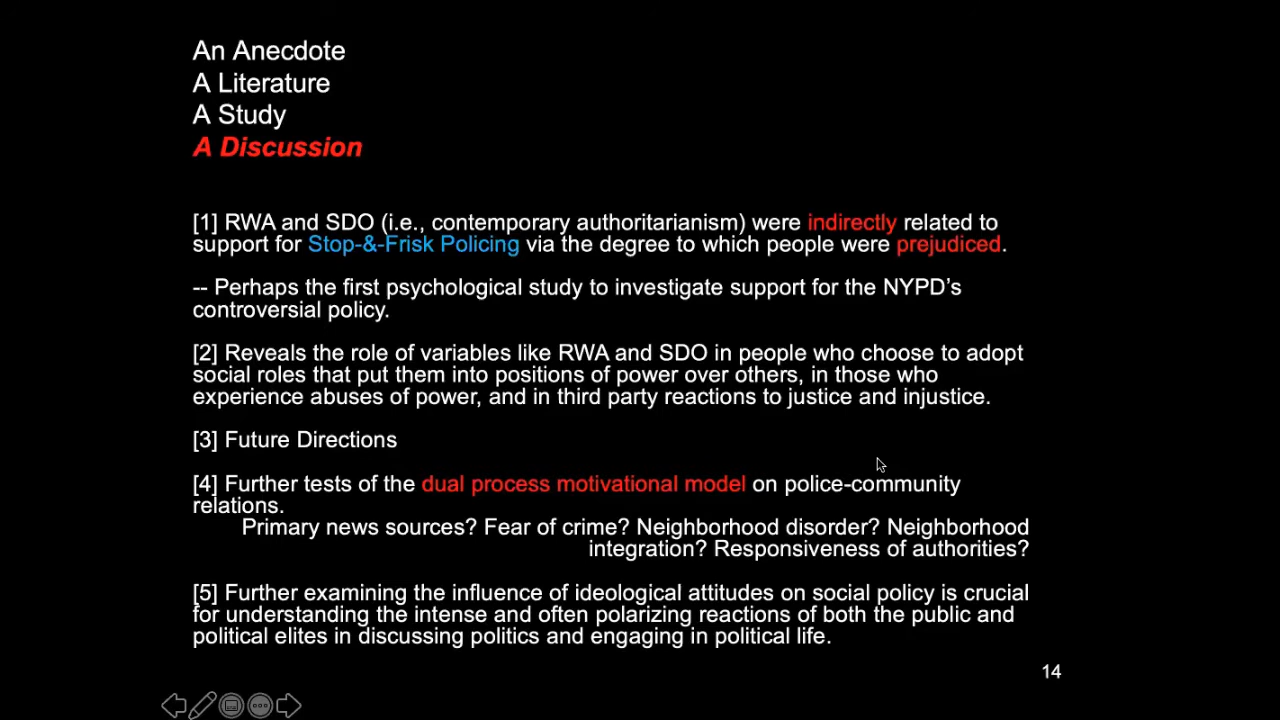 An Anecdote
A Literature
A Study
A Discussion
[1] RWA and SDO (i.e., contemporary authoritarianism) were indirectly related to
support for Stop-&-Frisk Policing via the degree to which people were prejudiced.
-- Perhaps the first psychological study to investigate support for the NYPD’s
controversial policy.
[2] Reveals the role of variables like RWA and SDO in people who choose to adopt
social roles that put them into positions of power over others, in those who
experience abuses of power, and in third party reactions to justice and injustice.
[3] Future Directions
[4] Further tests of the dual process motivational model on police-community
relations.
Primary news sources? Fear of crime? Neighborhood disorder? Neighborhood
integration? Responsiveness of authorities?
[5] Further examining the influence of ideological attitudes on social policy is crucial
for understanding the intense and often polarizing reactions of both the public and
political elites in discussing politics and engaging in political life.
14